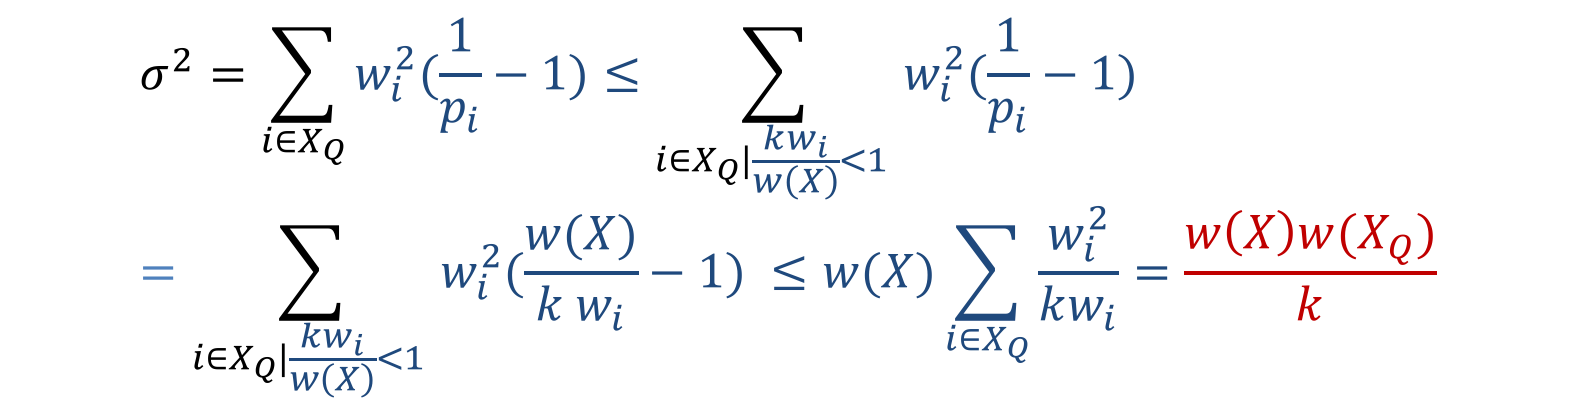 σ² = ∑_{i∈X_Q} w_i²(1/p_i − 1) ≤ ∑_{i∈X_Q | kw_i/w(X) <1} w_i²(1/p_i − 1)
= ∑_{i∈X_Q | kw_i/w(X) <1} w_i²(w(X)/(k w_i) − 1) ≤ w(X) ∑_{i∈X_Q} w_i²/(kw_i) = w(X)w(X_Q)/k